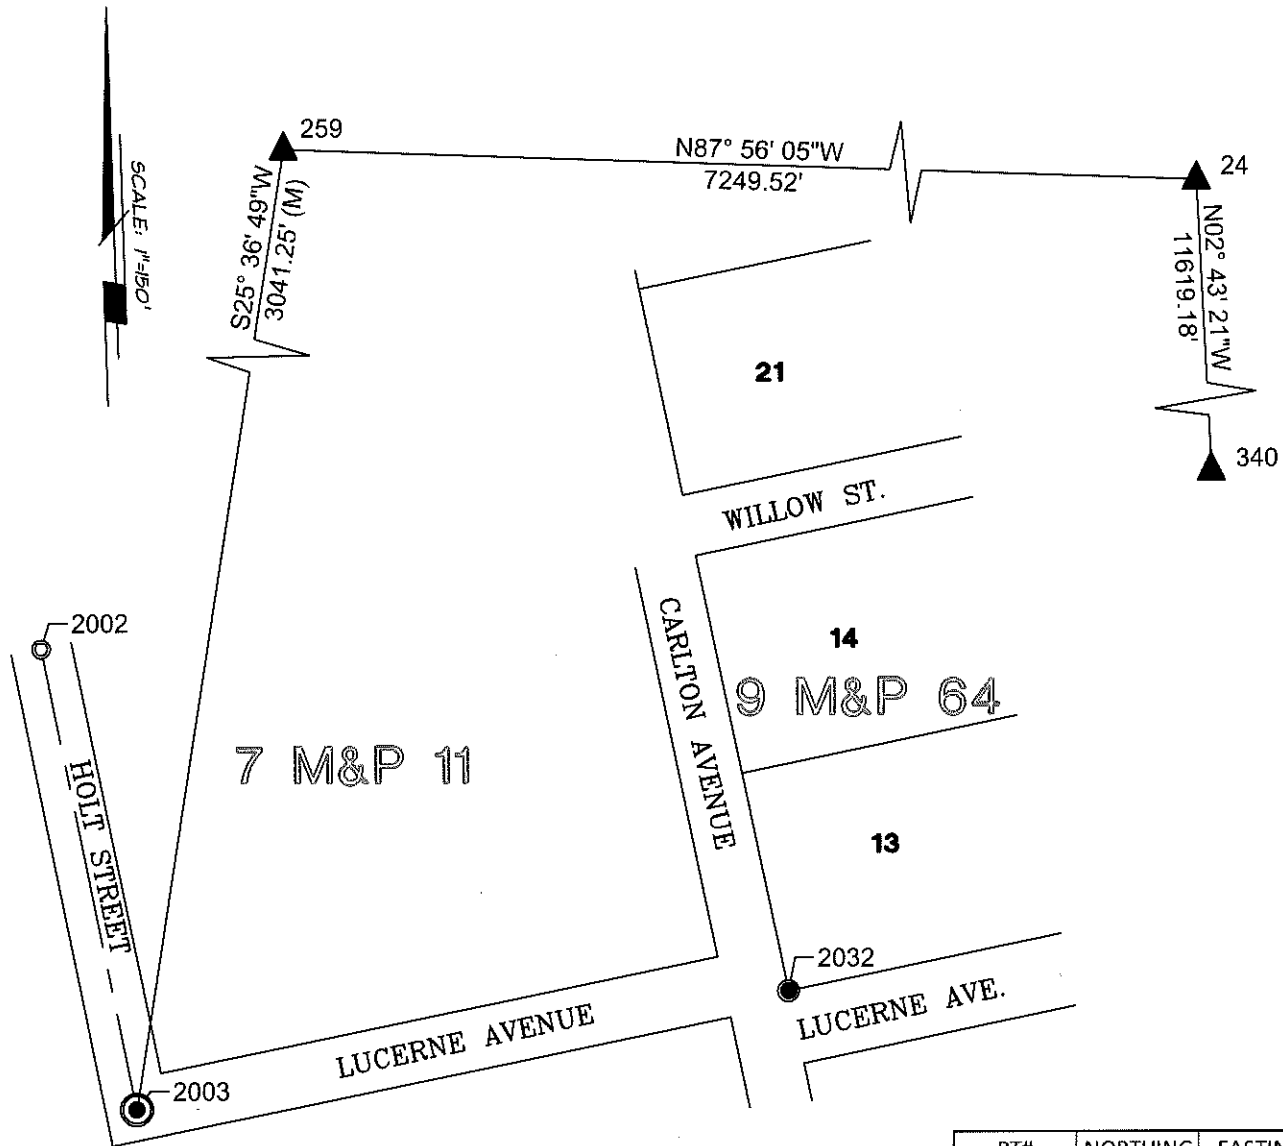 SCALE: 1"=150'
259
N87° 56' 05"W
7249.52'
24
S25° 36' 49"W
3041.25' (M)
N02° 43' 21"W
11619.18'
21
340
WILLOW ST.
2002
CARLTON AVENUE
14
9 M&P 64
7 M&P 11
HOLT STREET
13
2032
LUCERNE AVE.
LUCERNE AVENUE
2003